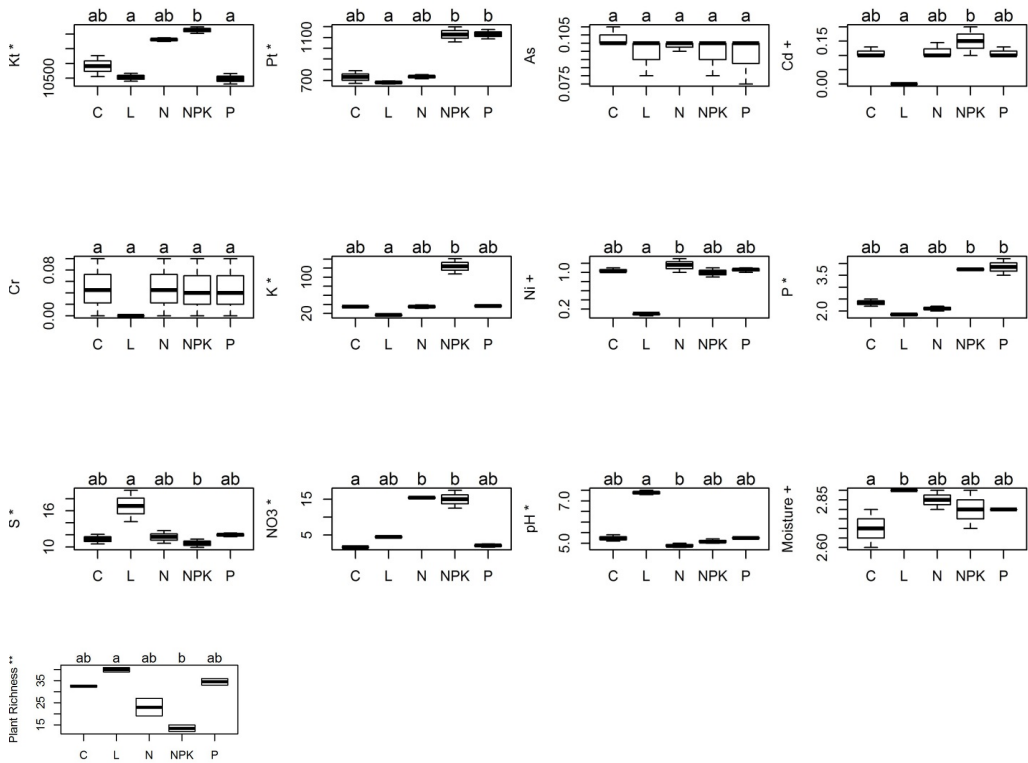 ab a ab b a
Kt *
10500
C L N NPK P
ab a ab b b
Pt *
1100
700
C L N NPK P
a a a a a
As
0.105
0.075
C L N NPK P
ab a ab b ab
Cd +
0.15
0.00
C L N NPK P
a a a a a
Cr
0.08
0.00
C L N NPK P
ab a ab b ab
K *
100
20
C L N NPK P
ab a b ab ab
Ni +
1.0
0.2
C L N NPK P
ab a ab b b
P *
3.5
2.0
C L N NPK P
ab a ab b ab
S *
16
10
C L N NPK P
a ab b b ab
NO3 *
15
5
C L N NPK P
ab a b ab ab
pH *
7.0
5.0
C L N NPK P
a b ab ab ab
Moisture +
2.85
2.60
C L N NPK P
ab a ab b ab
Plant Richness **
35
25
15
C L N NPK P